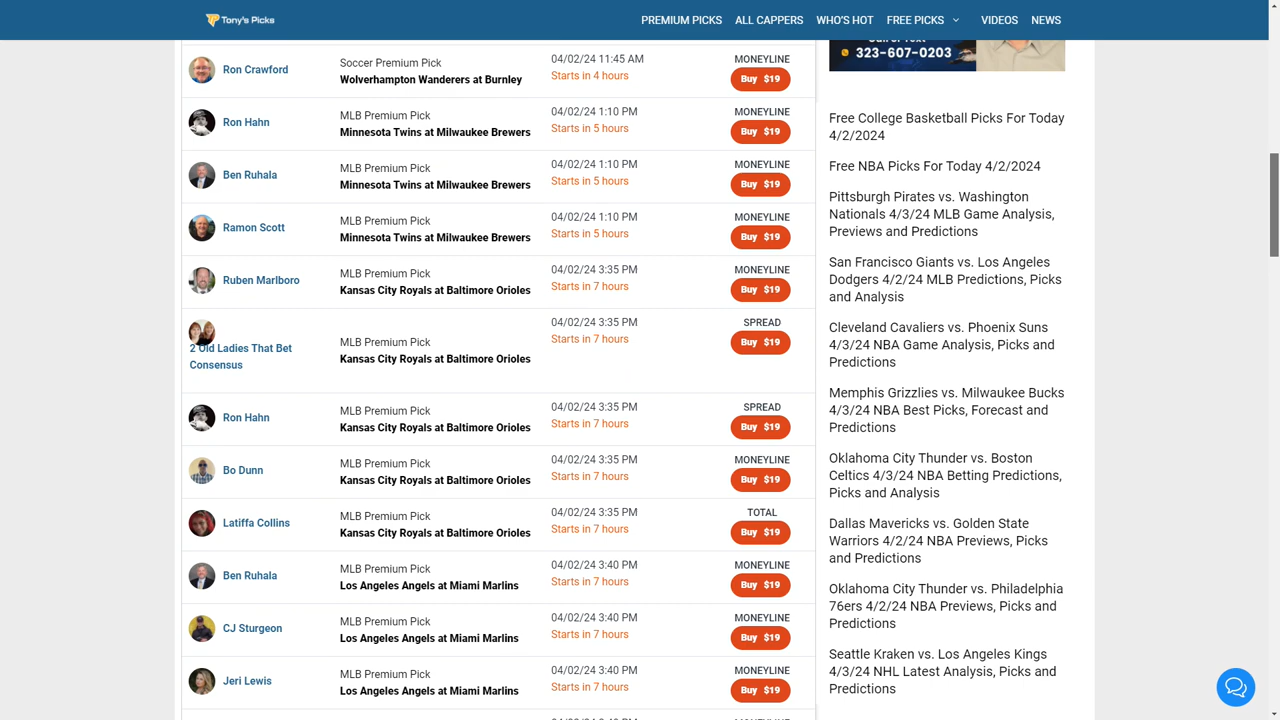 Tony's Picks
PREMIUM PICKS
ALL CAPPERS
WHO'S HOT
FREE PICKS
VIDEOS
NEWS
Ron Crawford
Soccer Premium Pick
Wolverhampton Wanderers at Burnley
04/02/24 11:45 AM
Starts in 4 hours
MONEYLINE
Buy $19
Ron Hahn
MLB Premium Pick
Minnesota Twins at Milwaukee Brewers
04/02/24 1:10 PM
Starts in 5 hours
MONEYLINE
Buy $19
Ben Ruhala
MLB Premium Pick
Minnesota Twins at Milwaukee Brewers
04/02/24 1:10 PM
Starts in 5 hours
MONEYLINE
Buy $19
Ramon Scott
MLB Premium Pick
Minnesota Twins at Milwaukee Brewers
04/02/24 1:10 PM
Starts in 5 hours
MONEYLINE
Buy $19
Ruben Marlboro
MLB Premium Pick
Kansas City Royals at Baltimore Orioles
04/02/24 3:35 PM
Starts in 7 hours
MONEYLINE
Buy $19
2 Old Ladies That Bet
Consensus
MLB Premium Pick
Kansas City Royals at Baltimore Orioles
04/02/24 3:35 PM
Starts in 7 hours
SPREAD
Buy $19
Ron Hahn
MLB Premium Pick
Kansas City Royals at Baltimore Orioles
04/02/24 3:35 PM
Starts in 7 hours
SPREAD
Buy $19
Bo Dunn
MLB Premium Pick
Kansas City Royals at Baltimore Orioles
04/02/24 3:35 PM
Starts in 7 hours
MONEYLINE
Buy $19
Latiffa Collins
MLB Premium Pick
Kansas City Royals at Baltimore Orioles
04/02/24 3:35 PM
Starts in 7 hours
TOTAL
Buy $19
Ben Ruhala
MLB Premium Pick
Los Angeles Angels at Miami Marlins
04/02/24 3:40 PM
Starts in 7 hours
MONEYLINE
Buy $19
CJ Sturgeon
MLB Premium Pick
Los Angeles Angels at Miami Marlins
04/02/24 3:40 PM
Starts in 7 hours
MONEYLINE
Buy $19
Jeri Lewis
MLB Premium Pick
Los Angeles Angels at Miami Marlins
04/02/24 3:40 PM
Starts in 7 hours
MONEYLINE
Buy $19
323-607-0203
Free College Basketball Picks For Today
4/2/2024
Free NBA Picks For Today 4/2/2024
Pittsburgh Pirates vs. Washington
Nationals 4/3/24 MLB Game Analysis,
Previews and Predictions
San Francisco Giants vs. Los Angeles
Dodgers 4/2/24 MLB Predictions, Picks
and Analysis
Cleveland Cavaliers vs. Phoenix Suns
4/3/24 NBA Game Analysis, Picks and
Predictions
Memphis Grizzlies vs. Milwaukee Bucks
4/3/24 NBA Best Picks, Forecast and
Predictions
Oklahoma City Thunder vs. Boston
Celtics 4/3/24 NBA Betting Predictions,
Picks and Analysis
Dallas Mavericks vs. Golden State
Warriors 4/2/24 NBA Previews, Picks
and Predictions
Oklahoma City Thunder vs. Philadelphia
76ers 4/2/24 NBA Previews, Picks and
Predictions
Seattle Kraken vs. Los Angeles Kings
4/3/24 NHL Latest Analysis, Picks and
Predictions